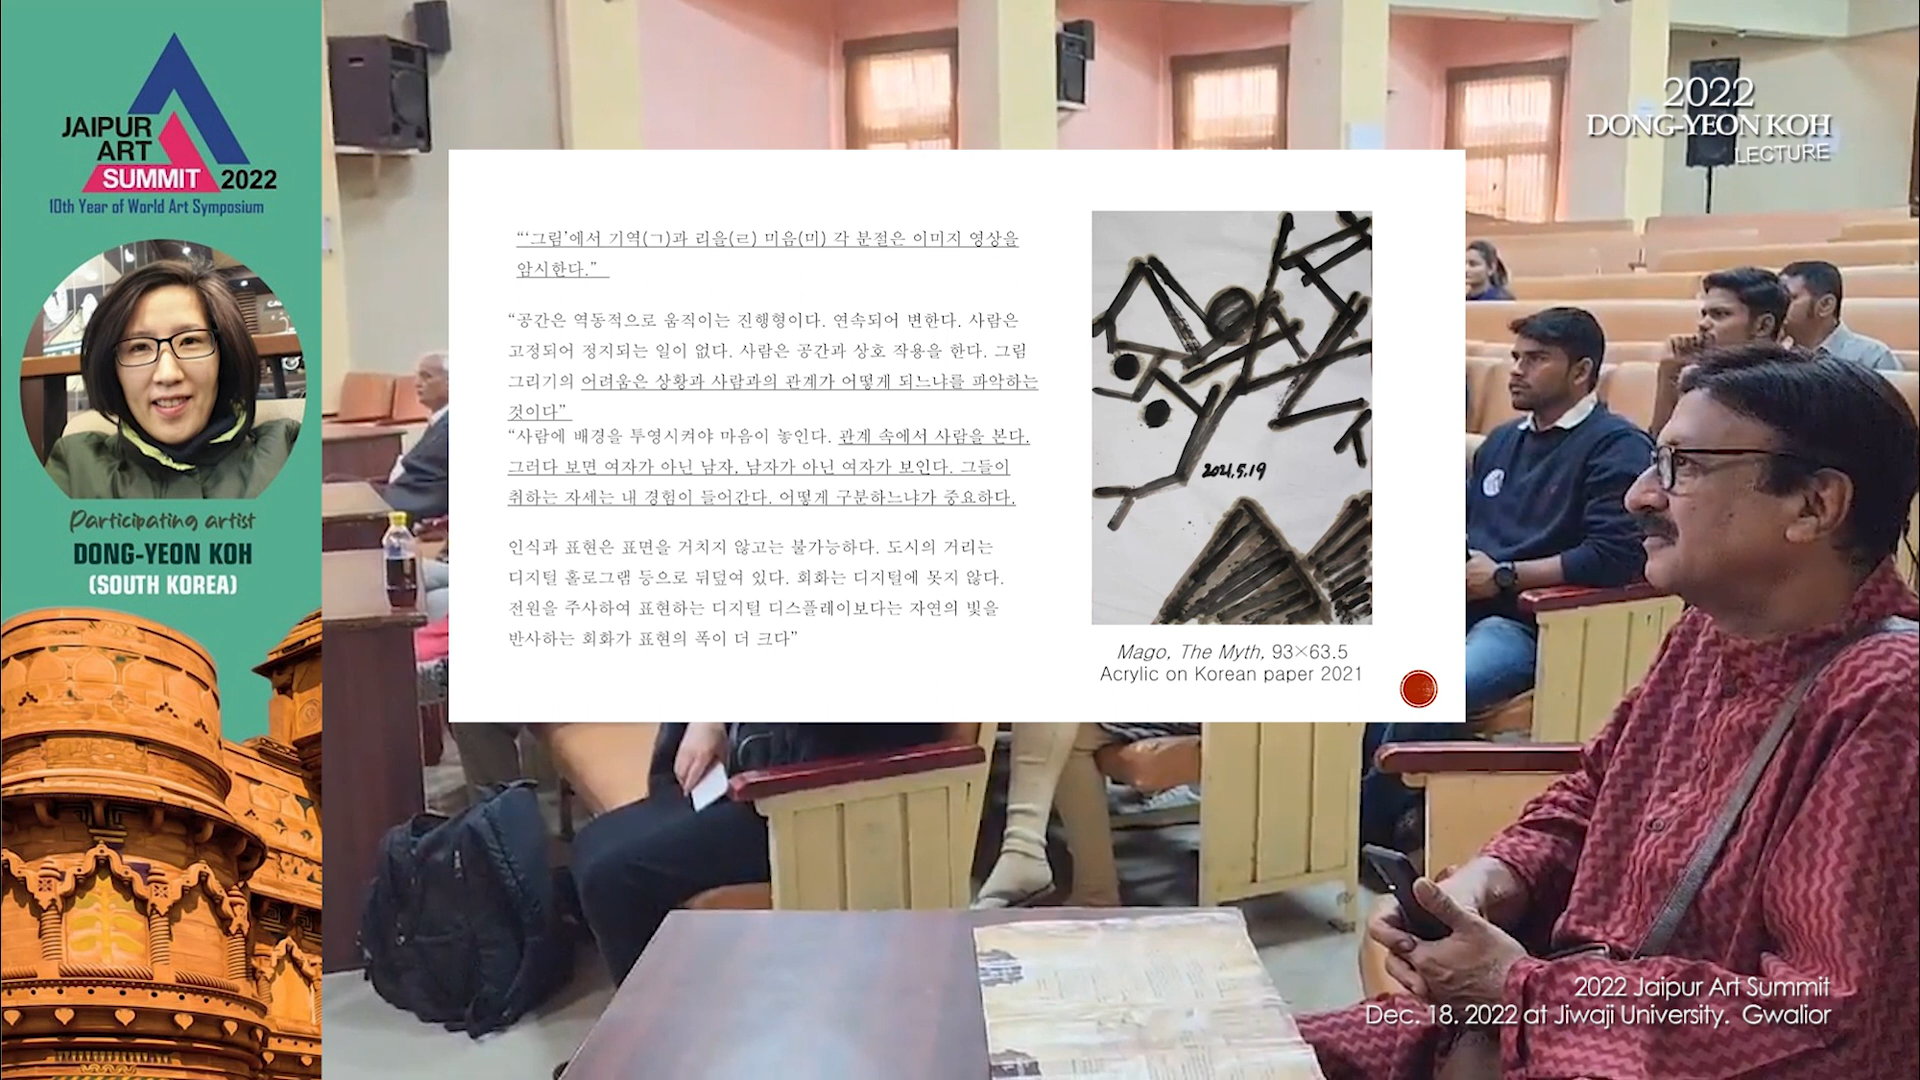 JAIPUR
ART
SUMMIT 2022
10th Year of World Art Symposium
Participating artist
DONG-YEON KOH
(SOUTH KOREA)
“‘그림’에서 기역(ㄱ)과 리을(ㄹ) 미음(미) 각 분절은 이미지 영상을
암시한다.”
“공간은 역동적으로 움직이는 진행형이다. 연속되어 변한다. 사람은
고정되어 정지되는 일이 없다. 사람은 공간과 상호 작용을 한다. 그림
그리기의 어려움은 상황과 사람과의 관계가 어떻게 되느냐를 파악하는
것이다”
“사람에 배경을 투영시켜야 마음이 놓인다. 관계 속에서 사람을 본다.
그러다 보면 여자가 아닌 남자, 남자가 아닌 여자가 보인다. 그들이
취하는 자세는 내 경험이 들어간다. 어떻게 구분하느냐가 중요하다.
인식과 표현은 표면을 거치지 않고는 불가능하다. 도시의 거리는
디지털 홀로그램 등으로 뒤덮여 있다. 회화는 디지털에 못지 않다.
전원을 주사하여 표현하는 디지털 디스플레이보다는 자연의 빛을
반사하는 회화가 표현의 폭이 더 크다”
2021.5.19
Mago, The Myth, 93×63.5
Acrylic on Korean paper 2021
2022
DONG-YEON KOH
LECTURE
2022 Jaipur Art Summit
Dec. 18. 2022 at Jiwaji University. Gwalior